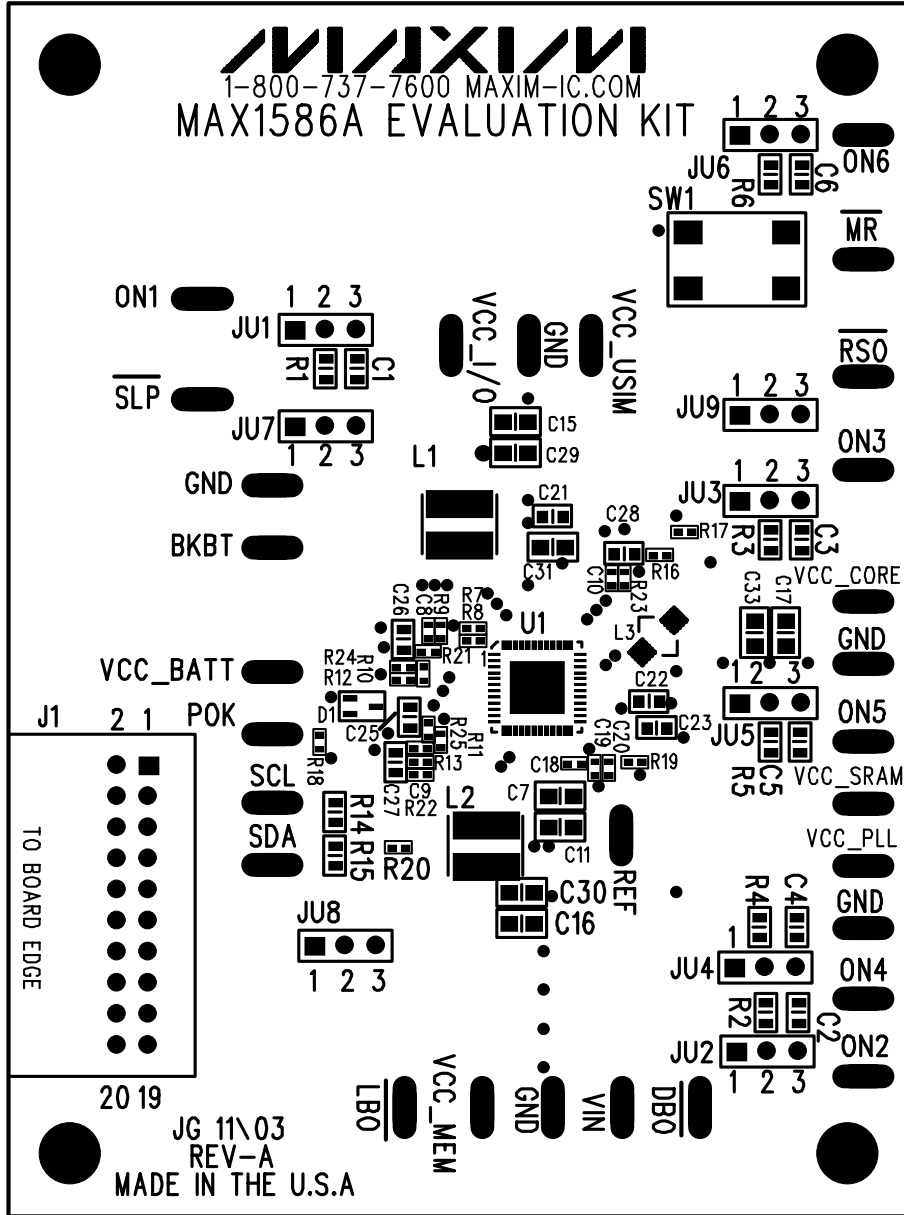 MAXIM
1-800-737-7600 MAXIM-IC.COM
MAX1586A EVALUATION KIT
1 2 3
ON6
JU6
R6
C6
SW1
MR
ON1
1 2 3
JU1
R1
C1
VCC_I/O
GND
VCC_USIM
RSO
SLP
JU7
1 2 3
C15
C29
JU9
1 2 3
ON3
L1
GND
BKBT
C21
C31
C28
R17
R16
C10
R23
JU3
R3
C3
VCC_CORE
C33
C17
GND
C26
C8
R9
R7
R8
U1
L3
R21
1
VCC_BATT
R24
R12
R10
C22
C23
1 2 3
ON5
JU5
R5
C5
VCC_SRAM
J1
2 1
POK
D1
C25
R25
R11
R13
R18
C27
C9
R22
C18
C19
C20
R19
SCL
L2
C7
C11
SDA
R14
R15
R20
REF
VCC_PLL
TO BOARD EDGE
C30
C16
R4
C4
GND
JU8
1 2 3
1
JU4
ON4
R2
C2
JU2
ON2
1 2 3
20 19
LBO
VCC_MEM
GND
VIN
DBO
JG 11\03
REV-A
MADE IN THE U.S.A